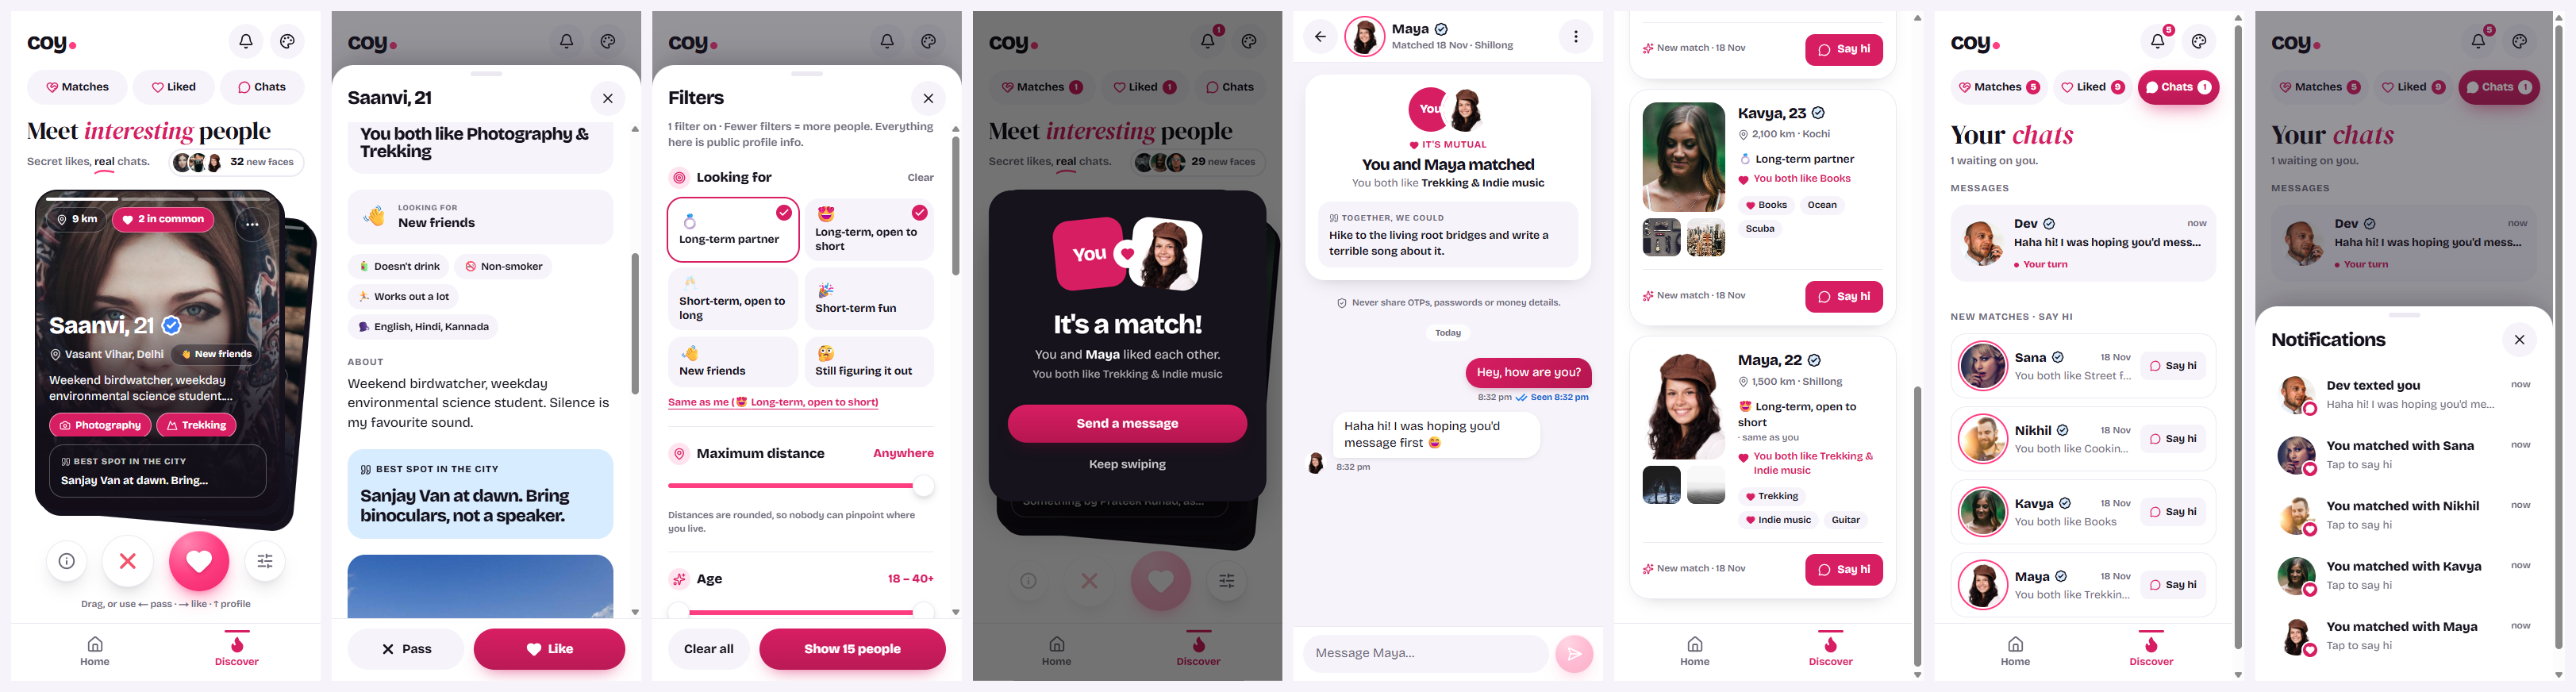 coy.
Matches
Liked
Chats
Meet interesting people
Secret likes, real chats.
32 new faces
9 km
2 in common
Saanvi, 21
Vasant Vihar, Delhi
New friends
Weekend birdwatcher, weekday
environmental science student....
Photography
Trekking
BEST SPOT IN THE CITY
Sanjay Van at dawn. Bring...
Drag, or use ← pass · → like · ↑ profile
Home
Discover
coy.
Saanvi, 21
You both like Photography &
Trekking
LOOKING FOR
New friends
Doesn't drink
Non-smoker
Works out a lot
English, Hindi, Kannada
ABOUT
Weekend birdwatcher, weekday
environmental science student. Silence is
my favourite sound.
BEST SPOT IN THE CITY
Sanjay Van at dawn. Bring
binoculars, not a speaker.
Pass
Like
coy.
Filters
1 filter on · Fewer filters = more people. Everything
here is public profile info.
Looking for
Clear
Long-term partner
Long-term, open to
short
Short-term, open to
long
Short-term fun
New friends
Still figuring it out
Same as me (😍 Long-term, open to short)
Maximum distance
Anywhere
Distances are rounded, so nobody can pinpoint where
you live.
Age
18 – 40+
Clear all
Show 15 people
coy.
1
Matches 1
Liked 1
Chats
Meet interesting people
Secret likes, real chats.
29 new faces
You
It's a match!
You and Maya liked each other.
You both like Trekking & Indie music
Send a message
Keep swiping
Home
Discover
Maya
Matched 18 Nov · Shillong
You
IT'S MUTUAL
You and Maya matched
You both like Trekking & Indie music
TOGETHER, WE COULD
Hike to the living root bridges and write a
terrible song about it.
Never share OTPs, passwords or money details.
Today
Hey, how are you?
8:32 pm Seen 8:32 pm
Haha hi! I was hoping you'd
message first 😄
8:32 pm
Message Maya...
New match · 18 Nov
Say hi
Kavya, 23
2,100 km · Kochi
Long-term partner
You both like Books
Books
Ocean
Scuba
New match · 18 Nov
Say hi
Maya, 22
1,500 km · Shillong
Long-term, open to
short
· same as you
You both like Trekking &
Indie music
Trekking
Indie music
Guitar
New match · 18 Nov
Say hi
Home
Discover
coy.
5
Matches 5
Liked 9
Chats 1
Your chats
1 waiting on you.
MESSAGES
Dev
now
Haha hi! I was hoping you'd mess...
Your turn
NEW MATCHES · SAY HI
Sana
18 Nov
You both like Street f...
Say hi
Nikhil
18 Nov
You both like Cookin...
Say hi
Kavya
18 Nov
You both like Books
Say hi
Maya
18 Nov
You both like Trekkin...
Say hi
Home
Discover
coy.
5
Matches 5
Liked 9
Chats 1
Your chats
1 waiting on you.
MESSAGES
Dev
now
Haha hi! I was hoping you'd mess...
Your turn
Notifications
Dev texted you
now
Haha hi! I was hoping you'd me...
You matched with Sana
now
Tap to say hi
You matched with Nikhil
now
Tap to say hi
You matched with Kavya
now
Tap to say hi
You matched with Maya
now
Tap to say hi